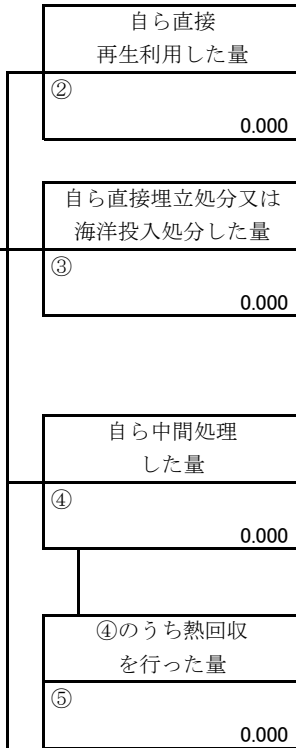 自ら直接
再生利用した量
②
0.000
自ら直接埋立処分又は
海洋投入処分した量
③
0.000
自ら中間処理
した量
④
0.000
④のうち熱回収
を行った量
⑤
0.000